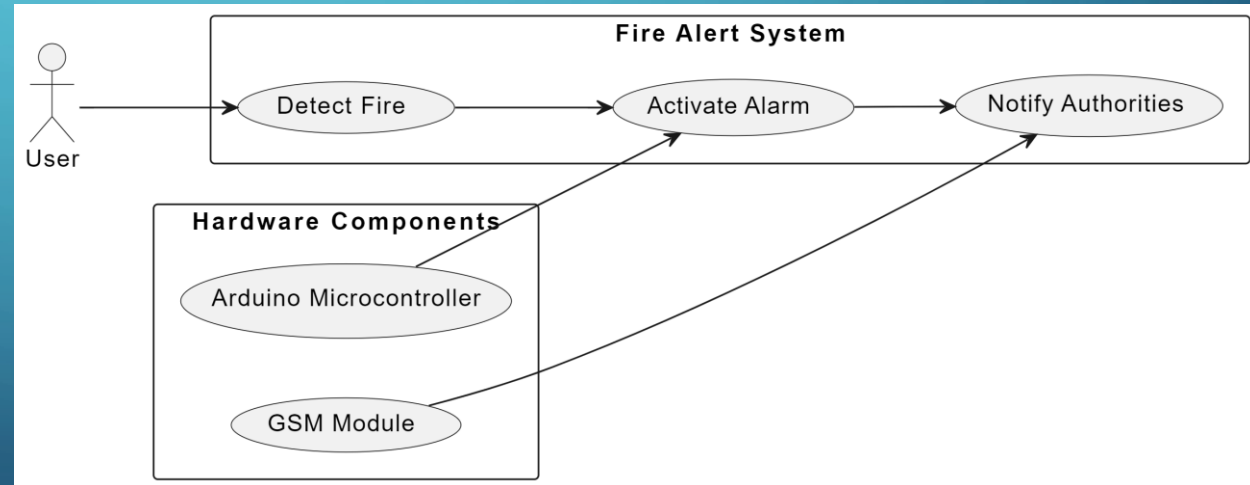 Fire Alert System
Detect Fire
Activate Alarm
Notify Authorities
User
Hardware Components
Arduino Microcontroller
GSM Module